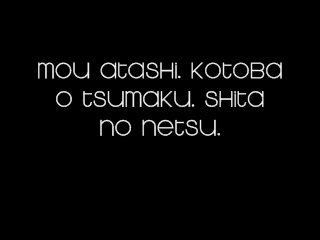 mou atashi. kotoba
o tsumaku. shita
no netsu.